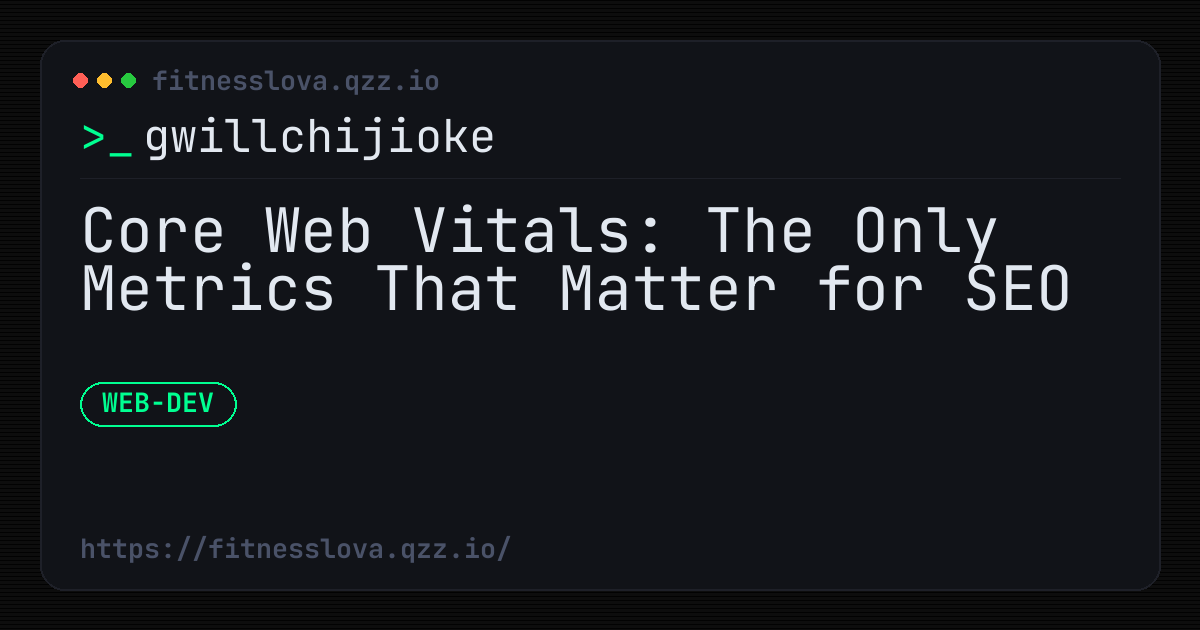 fitnesslova.qzz.io
>_ gwillchijioke
Core Web Vitals: The Only
Metrics That Matter for SEO
WEB-DEV
https://fitnesslova.qzz.io/